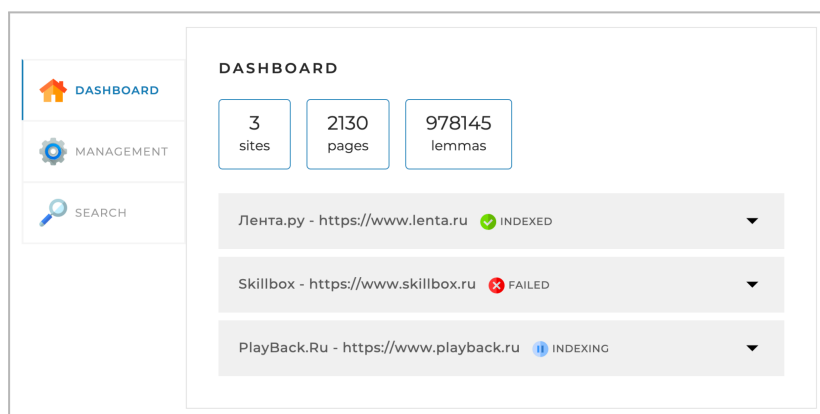 DASHBOARD
MANAGEMENT
SEARCH
DASHBOARD
3
sites
2130
pages
978145
lemmas
Лента.ру - https://www.lenta.ru INDEXED
Skillbox - https://www.skillbox.ru FAILED
PlayBack.Ru - https://www.playback.ru INDEXING